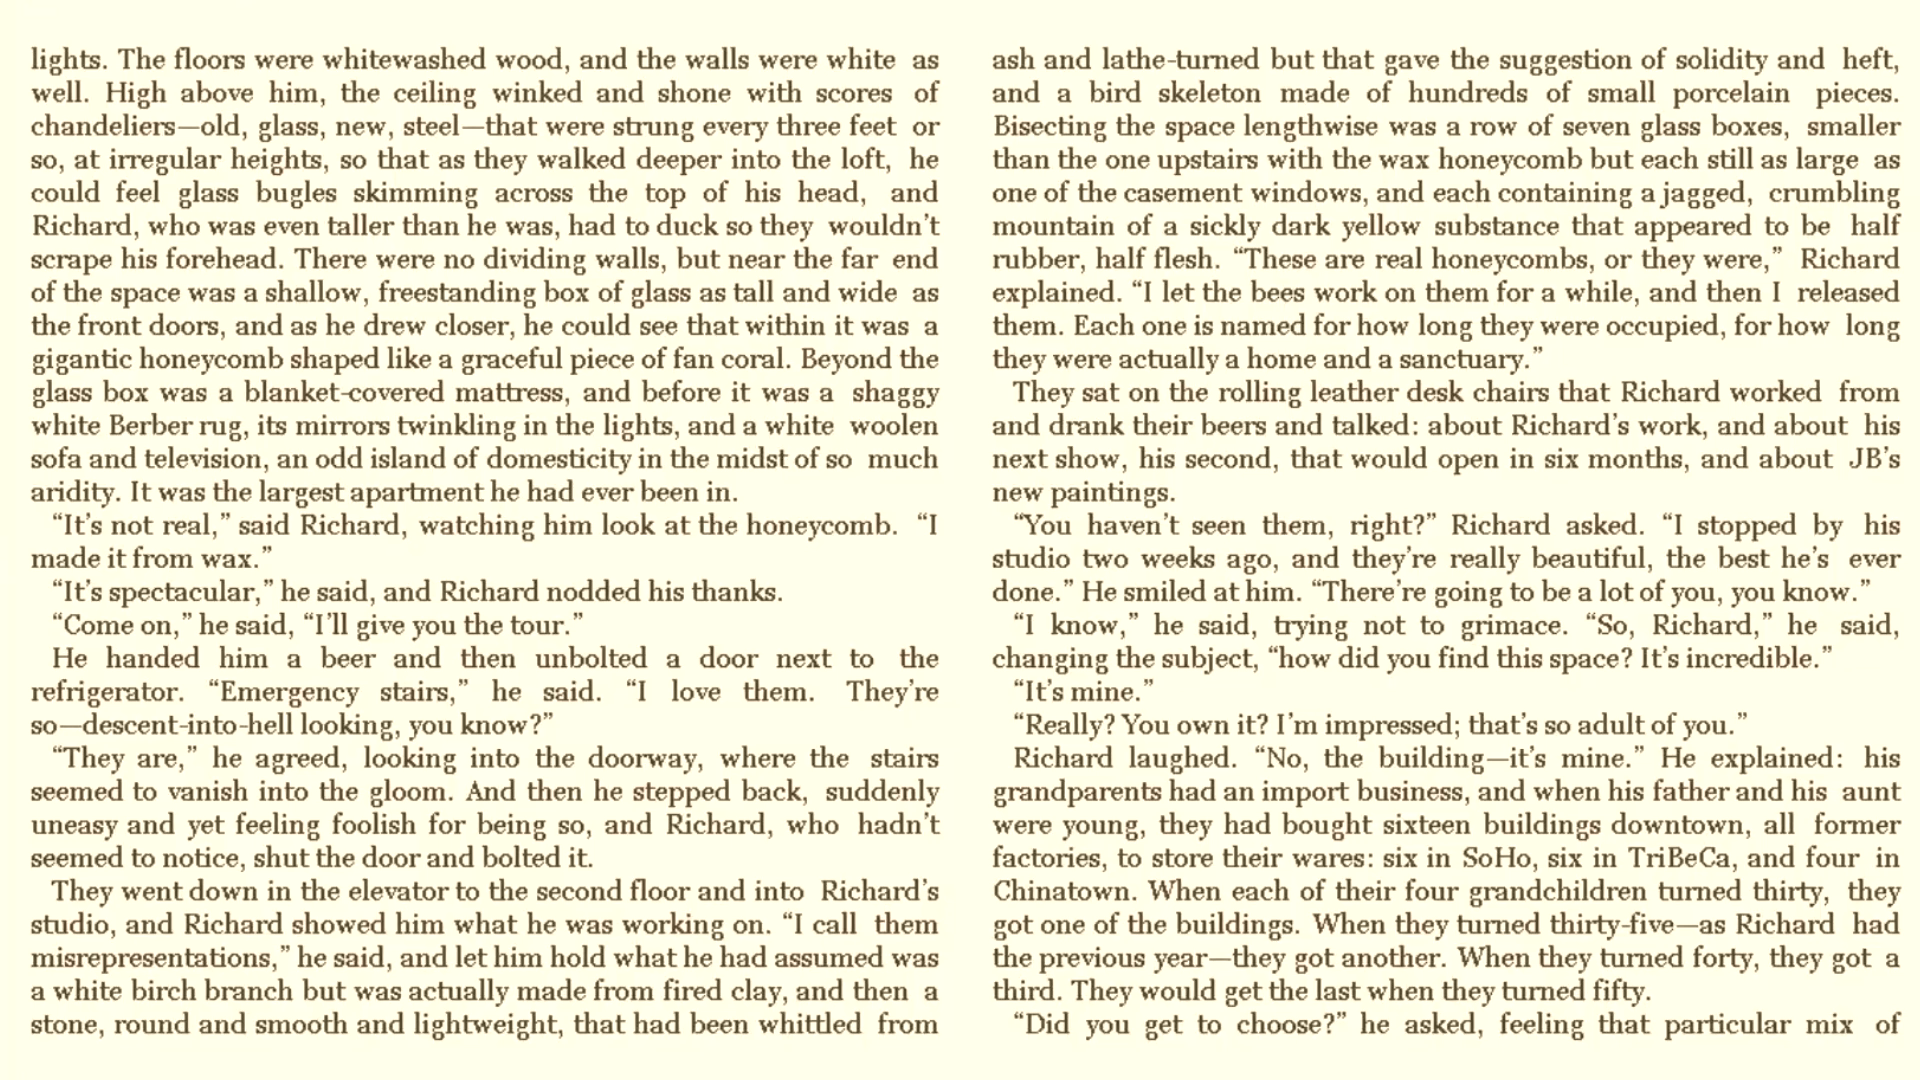 lights. The floors were whitewashed wood, and the walls were white as
well. High above him, the ceiling winked and shone with scores of
chandeliers—old, glass, new, steel—that were strung every three feet or
so, at irregular heights, so that as they walked deeper into the loft, he
could feel glass bugles skimming across the top of his head, and
Richard, who was even taller than he was, had to duck so they wouldn’t
scrape his forehead. There were no dividing walls, but near the far end
of the space was a shallow, freestanding box of glass as tall and wide as
the front doors, and as he drew closer, he could see that within it was a
gigantic honeycomb shaped like a graceful piece of fan coral. Beyond the
glass box was a blanket-covered mattress, and before it was a shaggy
white Berber rug, its mirrors twinkling in the lights, and a white woolen
sofa and television, an odd island of domesticity in the midst of so much
aridity. It was the largest apartment he had ever been in.
“It’s not real,” said Richard, watching him look at the honeycomb. “I
made it from wax.”
“It’s spectacular,” he said, and Richard nodded his thanks.
“Come on,” he said, “I’ll give you the tour.”
He handed him a beer and then unbolted a door next to the
refrigerator. “Emergency stairs,” he said. “I love them. They’re
so—descent-into-hell looking, you know?”
“They are,” he agreed, looking into the doorway, where the stairs
seemed to vanish into the gloom. And then he stepped back, suddenly
uneasy and yet feeling foolish for being so, and Richard, who hadn’t
seemed to notice, shut the door and bolted it.
They went down in the elevator to the second floor and into Richard’s
studio, and Richard showed him what he was working on. “I call them
misrepresentations,” he said, and let him hold what he had assumed was
a white birch branch but was actually made from fired clay, and then a
stone, round and smooth and lightweight, that had been whittled from
ash and lathe-turned but that gave the suggestion of solidity and heft,
and a bird skeleton made of hundreds of small porcelain pieces.
Bisecting the space lengthwise was a row of seven glass boxes, smaller
than the one upstairs with the wax honeycomb but each still as large as
one of the casement windows, and each containing a jagged, crumbling
mountain of a sickly dark yellow substance that appeared to be half
rubber, half flesh. “These are real honeycombs, or they were,” Richard
explained. “I let the bees work on them for a while, and then I released
them. Each one is named for how long they were occupied, for how long
they were actually a home and a sanctuary.”
They sat on the rolling leather desk chairs that Richard worked from
and drank their beers and talked: about Richard’s work, and about his
next show, his second, that would open in six months, and about JB’s
new paintings.
“You haven’t seen them, right?” Richard asked. “I stopped by his
studio two weeks ago, and they’re really beautiful, the best he’s ever
done.” He smiled at him. “There’re going to be a lot of you, you know.”
“I know,” he said, trying not to grimace. “So, Richard,” he said,
changing the subject, “how did you find this space? It’s incredible.”
“It’s mine.”
“Really? You own it? I’m impressed; that’s so adult of you.”
Richard laughed. “No, the building—it’s mine.” He explained: his
grandparents had an import business, and when his father and his aunt
were young, they had bought sixteen buildings downtown, all former
factories, to store their wares: six in SoHo, six in TriBeCa, and four in
Chinatown. When each of their four grandchildren turned thirty, they
got one of the buildings. When they turned thirty-five—as Richard had
the previous year—they got another. When they turned forty, they got a
third. They would get the last when they turned fifty.
“Did you get to choose?” he asked, feeling that particular mix of